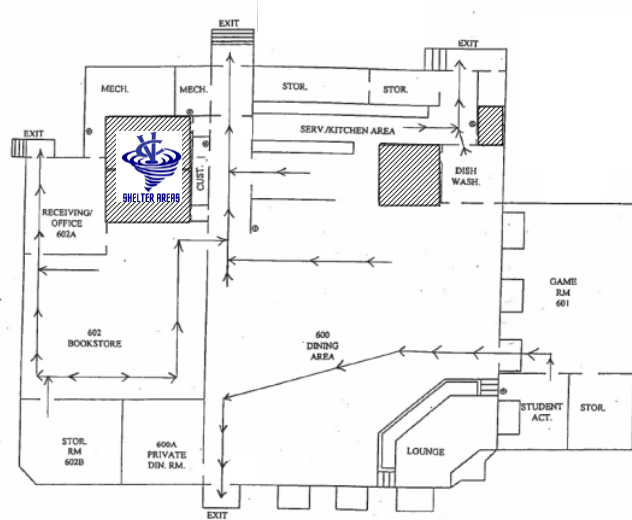 EXIT
EXIT
MECH.
MECH.
STOR.
STOR.
SERV./KITCHEN AREA
EXIT
SHELTER AREAS
CUST.
DISH
WASH.
RECEIVING/
OFFICE
602A
GAME
RM
601
602
BOOKSTORE
600
DINING
AREA
STUDENT
ACT.
STOR.
STOR.
RM
602B
600A
PRIVATE
DIN. RM.
LOUNGE
EXIT